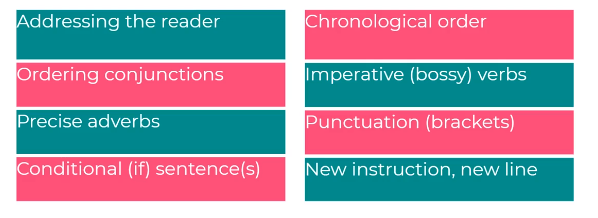 Addressing the reader
Chronological order
Ordering conjunctions
Imperative (bossy) verbs
Precise adverbs
Punctuation (brackets)
Conditional (if) sentence(s)
New instruction, new line